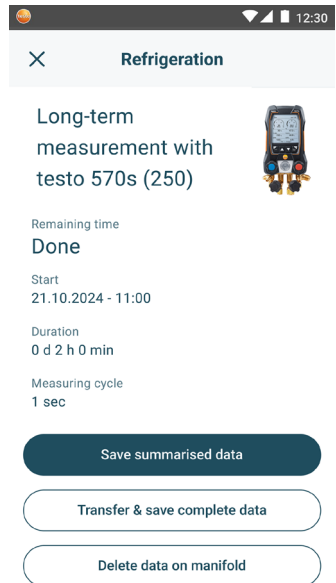 testo
12:30
Refrigeration
Long-term
measurement with
testo 570s (250)
Remaining time
Done
Start
21.10.2024 - 11:00
Duration
0 d 2 h 0 min
Measuring cycle
1 sec
Save summarised data
Transfer & save complete data
Delete data on manifold